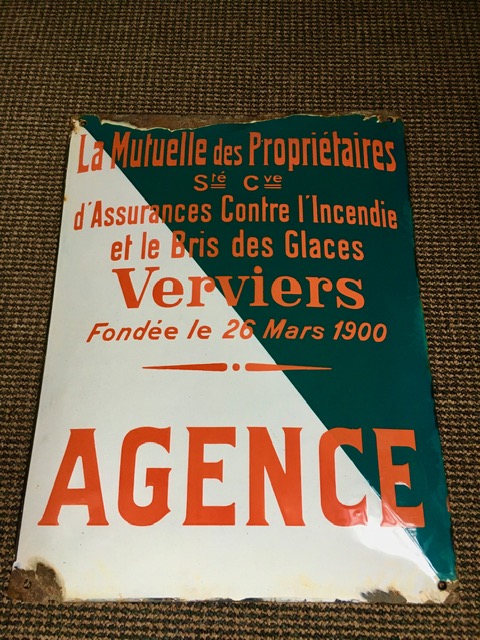 La Mutuelle des Propriétaires
Sté Cve
d'Assurances Contre l'Incendie
et le Bris des Glaces
Verviers
Fondée le 26 Mars 1900
AGENCE